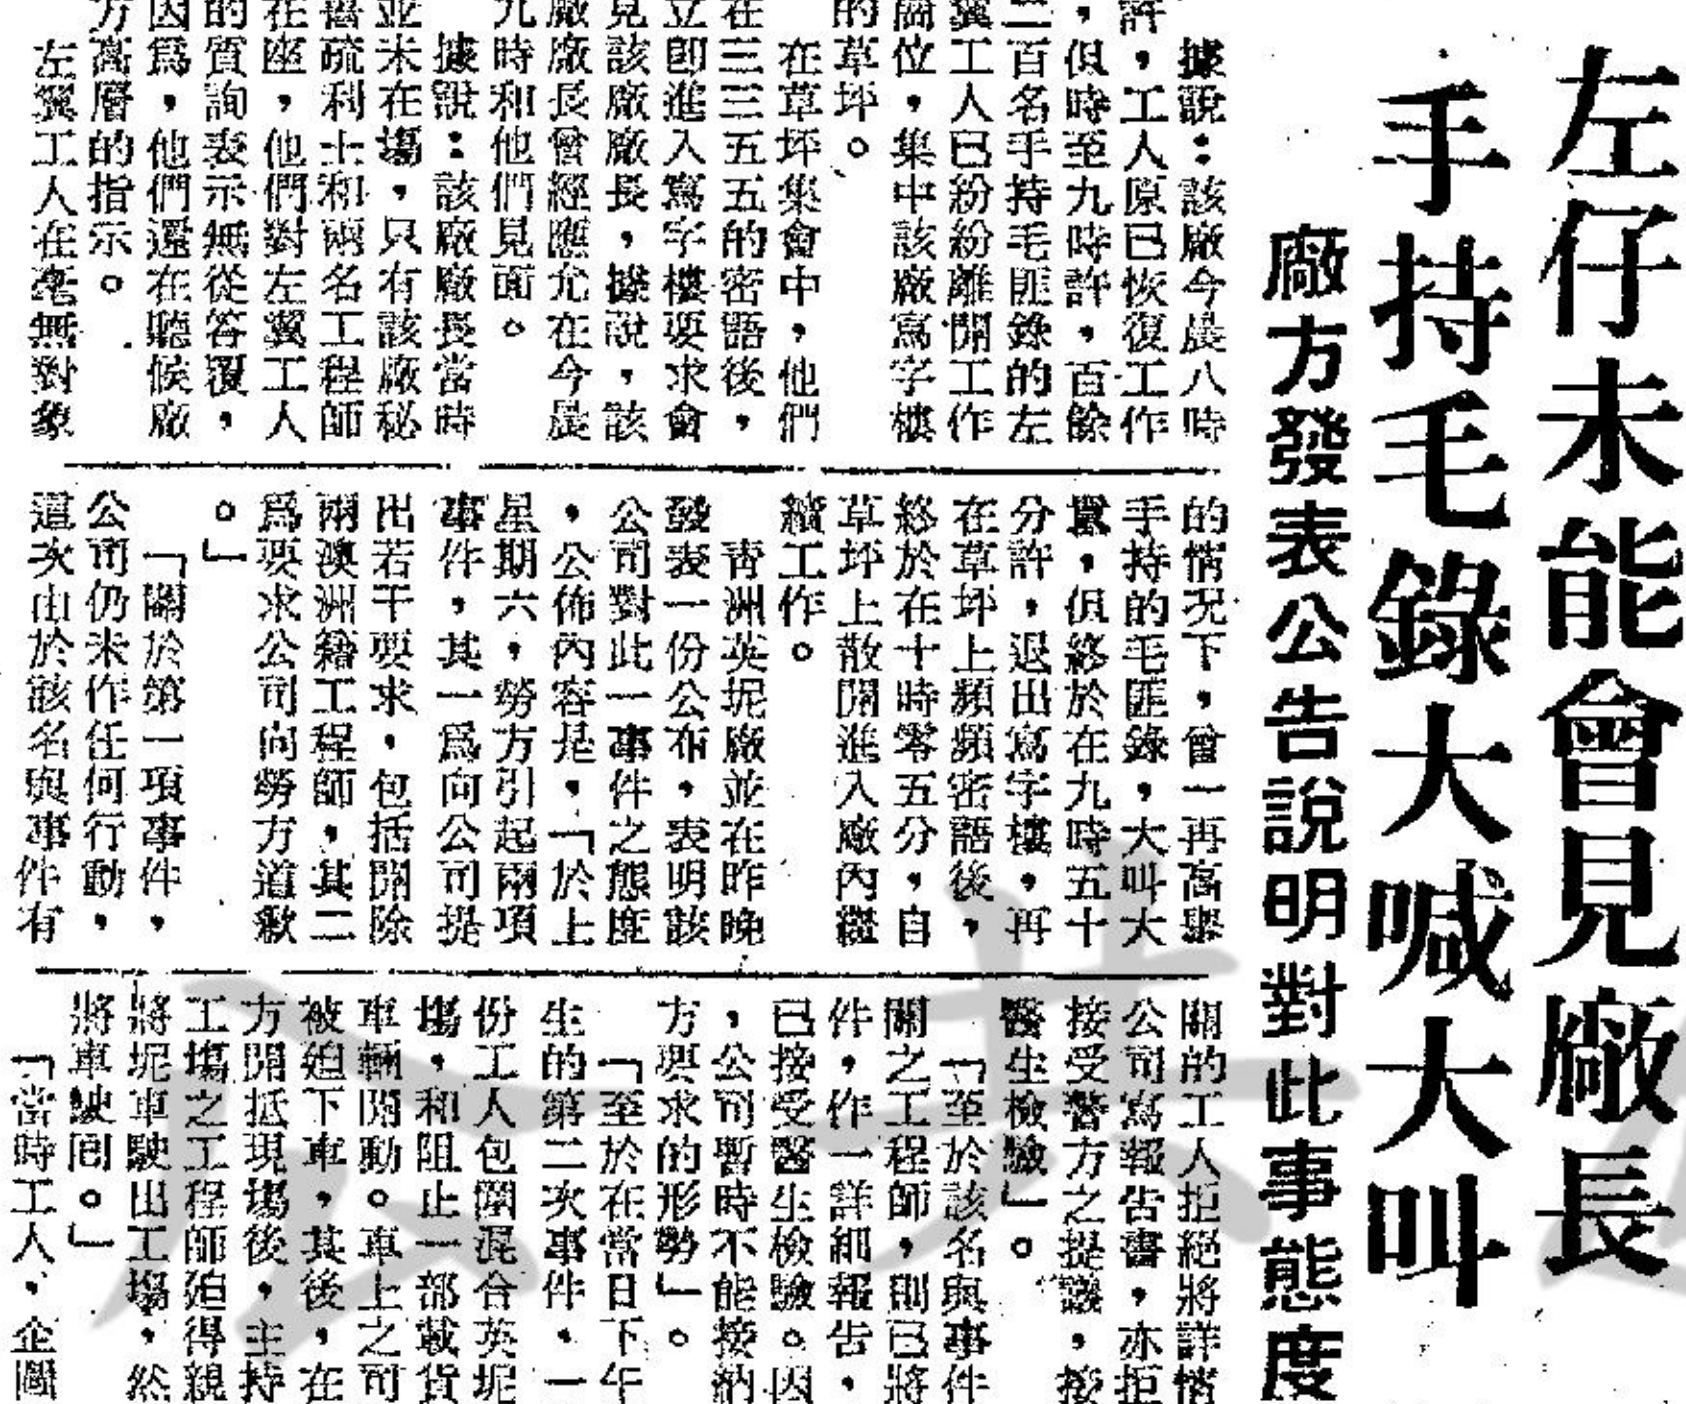 左仔未能會見廠長
手持毛錄大喊大叫
廠方發表公告說明對此事態度
據說：該廠今晨八時
許，工人原已恢復工作
，但時至九時許，百餘
二百名手持毛匪錄的左
翼工人已紛紛離開工作
崗位，集中該廠寫字樓
的草坪。
在草坪集會中，他們
在三三五五的密語後，
立卽進入寫字樓要求會
見該廠廠長，據說，該
廠廠長曾經應允在今晨
九時和他們見面。
據說：該廠廠長當時
並未在場，只有該廠秘
書疏利士和兩名工程師
在座，他們對左翼工人
的質詢表示無從答覆，
因爲，他們還在聽候廠
方高層的指示。
左翼工人在毫無對象
的情況下，曾一再高舉
手持的毛匪錄，大叫大
嚷，但終於在九時五十
分許，退出寫字樓，再
在草坪上頻頻密語後，
終於在十時零五分，自
草坪上散開進入廠內繼
續工作。
靑洲英坭廠並在昨晚
發表一份公布，表明該
公司對此一事件之態度
，公佈內容是，「於上
星期六，勞方引起兩項
事件，其一爲向公司提
出若干要求，包括開除
兩澳洲籍工程師，其二
爲要求公司向勞方道歉
。」
「關於第一項事件，
公司仍未作任何行動，
這次由於該名與事件有
關的工人拒絕將詳情
公司寫報告書，亦拒
接受警方之提議，接
醫生檢驗」。
「至於該名與事件
關之工程師，則已將
件，作一詳細報告，
已接受醫生檢驗。因
，公司暫時不能接納
方要求的形勢」。
「至於在當日下午
生的第二次事件，一
份工人包圍混合英坭
場，和阻止一部載貨
車輛開動。車上之司
被迫下車，其後，在
方開抵現場後，主持
工場之工程師殆得親
將坭車駛出工場，然
將車駛囘。」
「當時工人，企圖